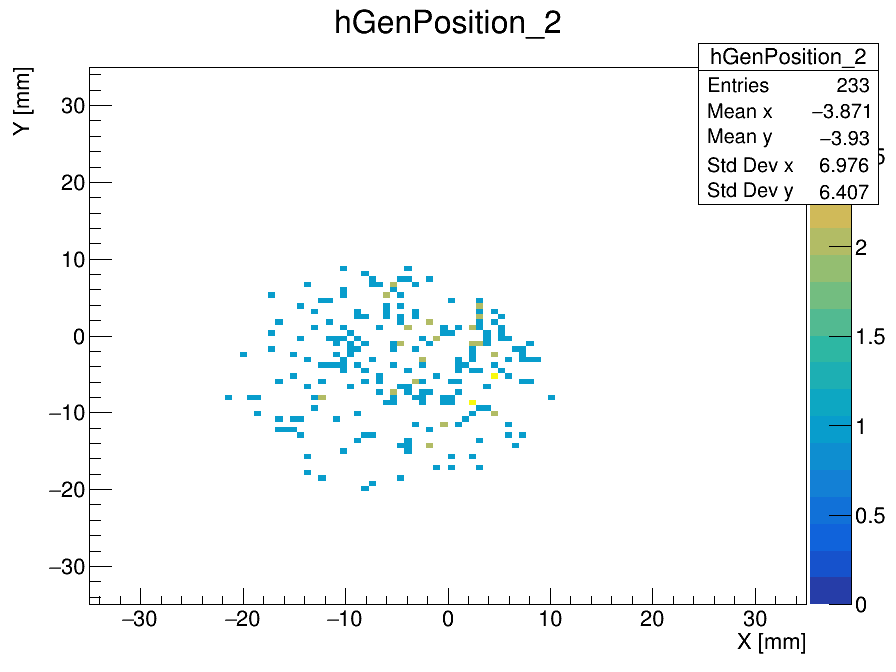 hGenPosition_2
hGenPosition_2
Entries 233
Mean x −3.871
Mean y −3.93
Std Dev x 6.976
Std Dev y 6.407
Y [mm]
30
20
10
0
−10
−20
−30
−30 −20 −10 0 10 20 30
X [mm]
5
2
1.5
1
0.5
0